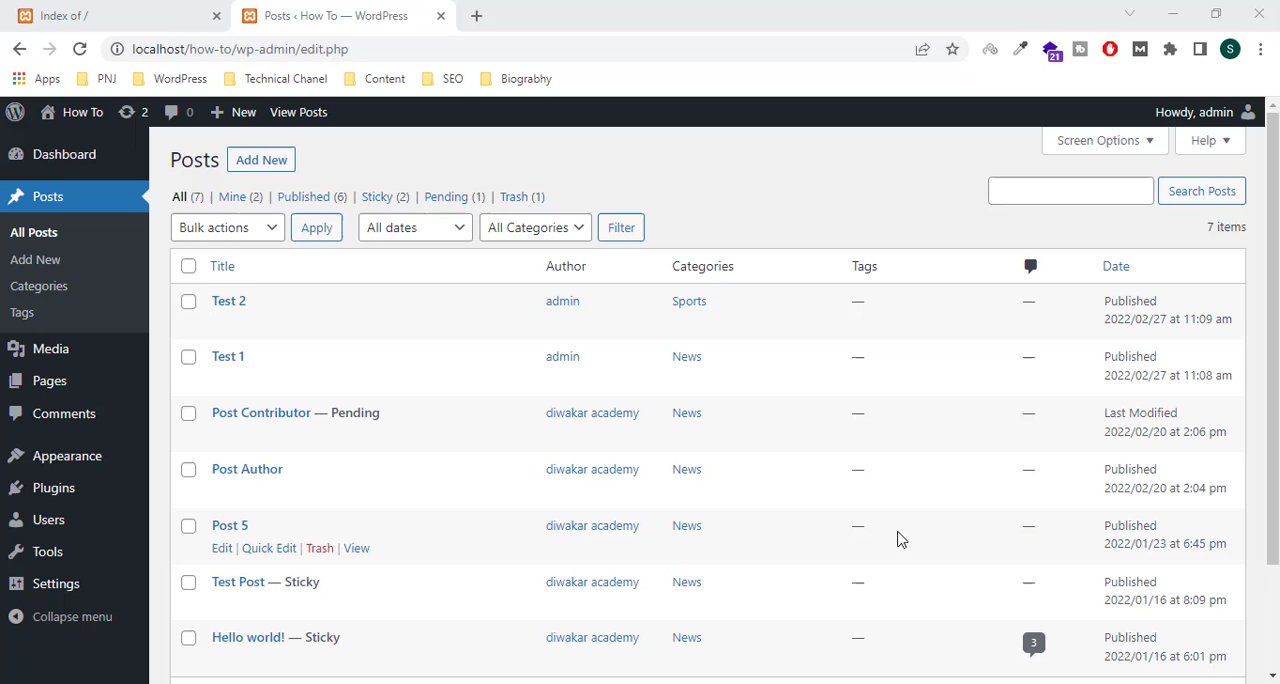 Index of /
Posts ‹ How To — WordPress
localhost/how-to/wp-admin/edit.php
21
S
Apps PNJ WordPress Technical Chanel Content SEO Biograbhy
How To 2 0 New View Posts Howdy, admin
Dashboard
Posts
All Posts
Add New
Categories
Tags
Media
Pages
Comments
Appearance
Plugins
Users
Tools
Settings
Collapse menu
Screen Options Help
Posts Add New
All (7) | Mine (2) | Published (6) | Sticky (2) | Pending (1) | Trash (1)
Search Posts
Bulk actions Apply All dates All Categories Filter 7 items
Title Author Categories Tags Date
Test 2 admin Sports — — Published
2022/02/27 at 11:09 am
Test 1 admin News — — Published
2022/02/27 at 11:08 am
Post Contributor — Pending diwakar academy News — — Last Modified
2022/02/20 at 2:06 pm
Post Author diwakar academy News — — Published
2022/02/20 at 2:04 pm
Post 5 diwakar academy News — — Published
Edit | Quick Edit | Trash | View 2022/01/23 at 6:45 pm
Test Post — Sticky diwakar academy News — — Published
2022/01/16 at 8:09 pm
Hello world! — Sticky diwakar academy News — 3 Published
2022/01/16 at 6:01 pm